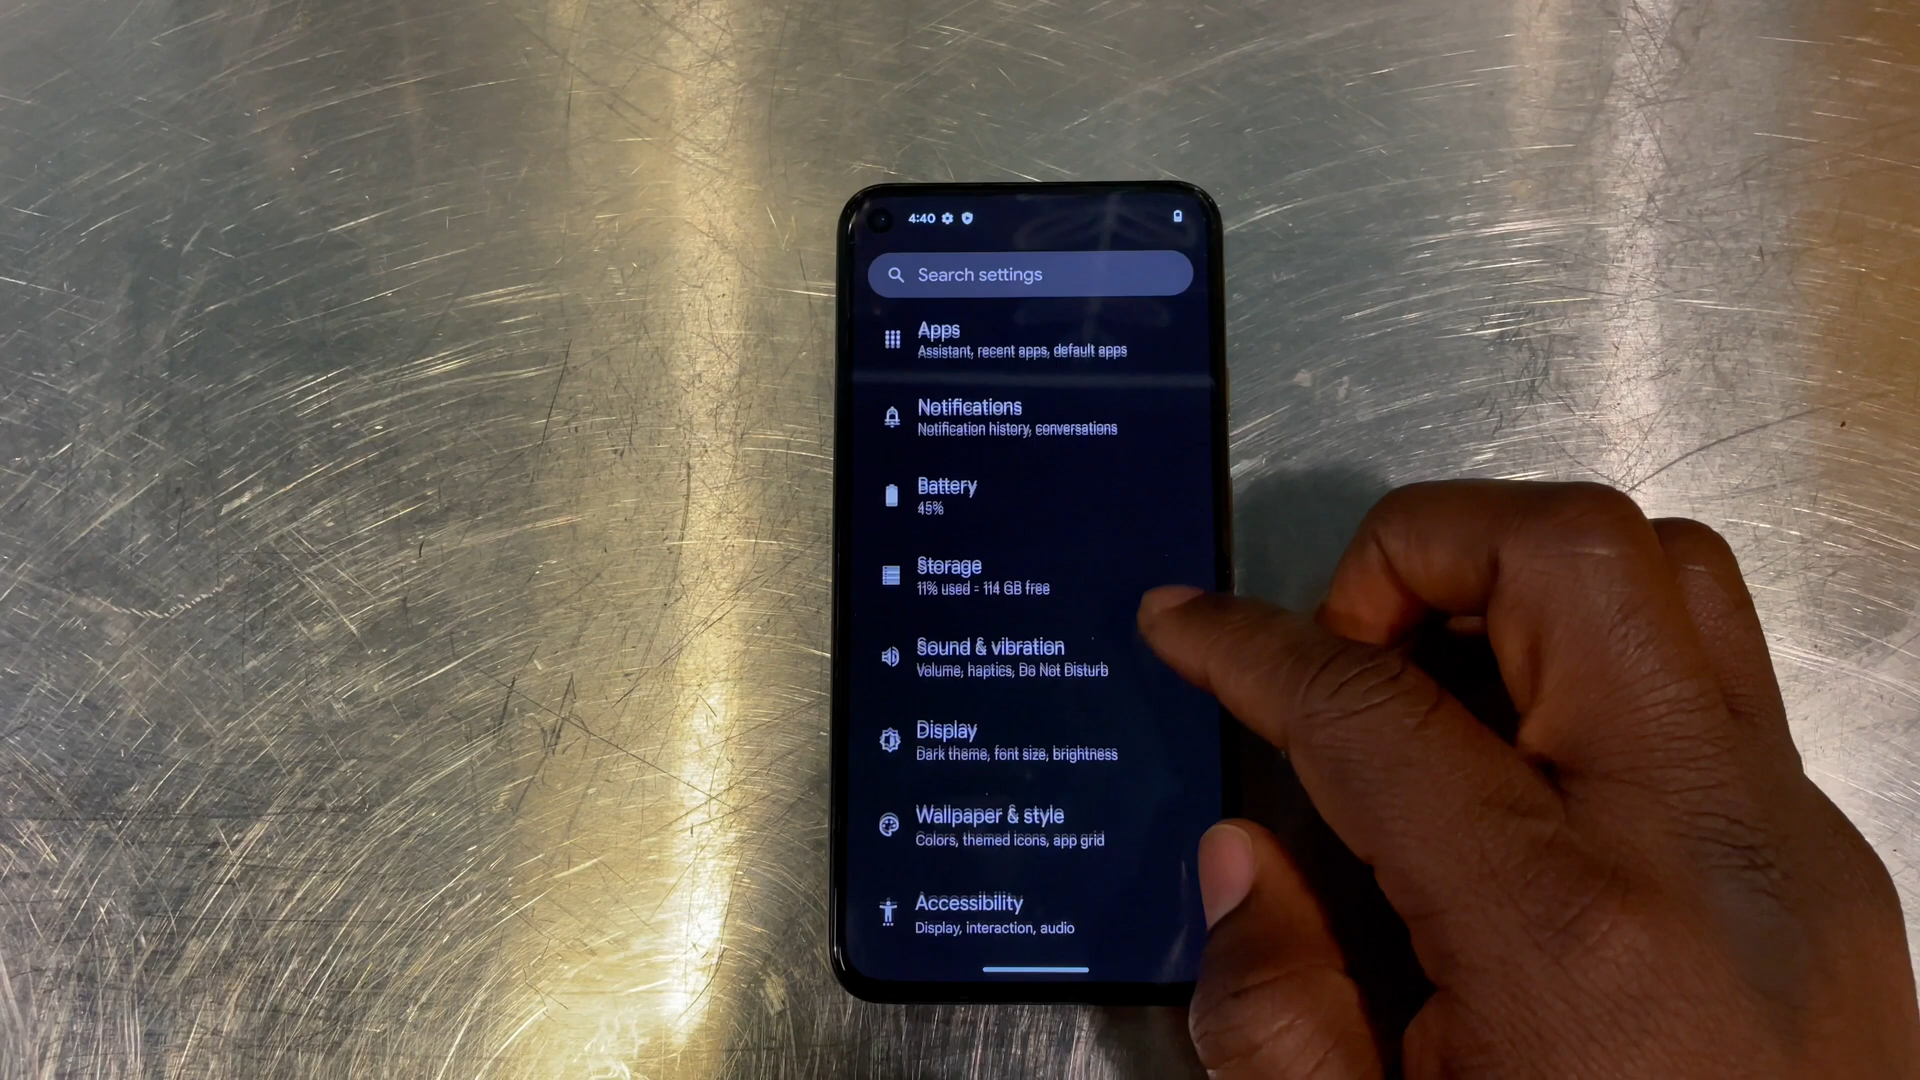 4:40
Search settings
Apps
Assistant, recent apps, default apps
Notifications
Notification history, conversations
Battery
45%
Storage
11% used - 114 GB free
Sound & vibration
Volume, haptics, Do Not Disturb
Display
Dark theme, font size, brightness
Wallpaper & style
Colors, themed icons, app grid
Accessibility
Display, interaction, audio